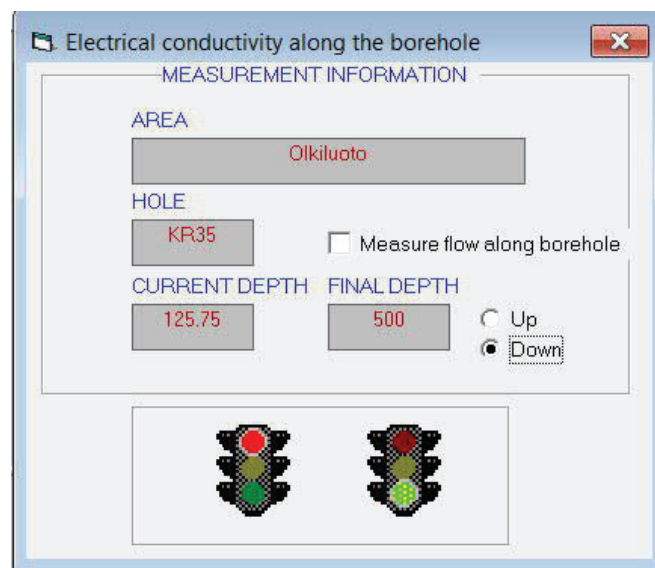 Electrical conductivity along the borehole
MEASUREMENT INFORMATION
AREA
Olkiluoto
HOLE
KR35
Measure flow along borehole
CURRENT DEPTH FINAL DEPTH
125.75 500
Up
Down